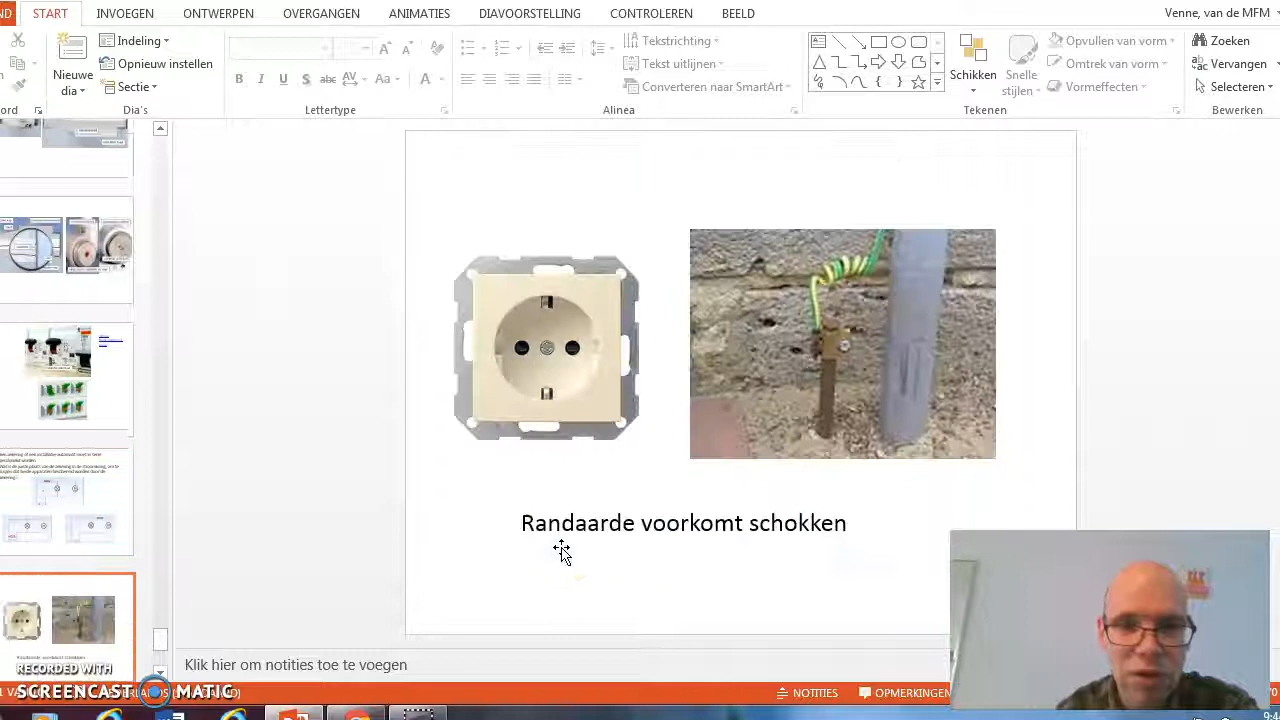 START INVOEGEN ONTWERPEN OVERGANGEN ANIMATIES DIAVOORSTELLING CONTROLEREN BEELD Venne, van de MFM
Nieuwe dia
Indeling
Opnieuw instellen
Sectie
Dia's
B I U S abc AV Aa A
Lettertype
Tekstrichting
Tekst uitlijnen
Converteren naar SmartArt
Alinea
Schikken
Snelle stijlen
Opvullen van vorm
Omtrek van vorm
Vormeffecten
Tekenen
Zoeken
Vervangen
Selecteren
Bewerken
Randaarde voorkomt schokken
Klik hier om notities toe te voegen
RECORDED WITH
SCREENCAST MATIC
NOTITIES OPMERKINGEN